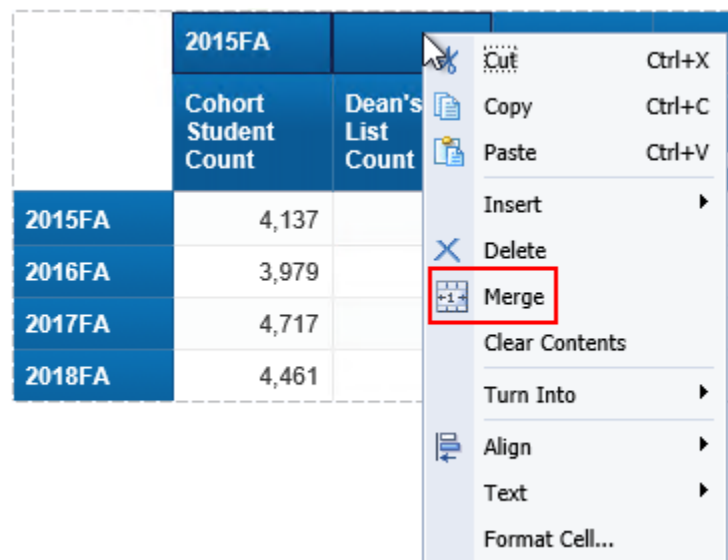 2015FA
Cohort
Student
Count
Dean's
List
Count
2015FA 4,137
2016FA 3,979
2017FA 4,717
2018FA 4,461
Cut Ctrl+X
Copy Ctrl+C
Paste Ctrl+V
Insert
Delete
+1+ Merge
Clear Contents
Turn Into
Align
Text
Format Cell...